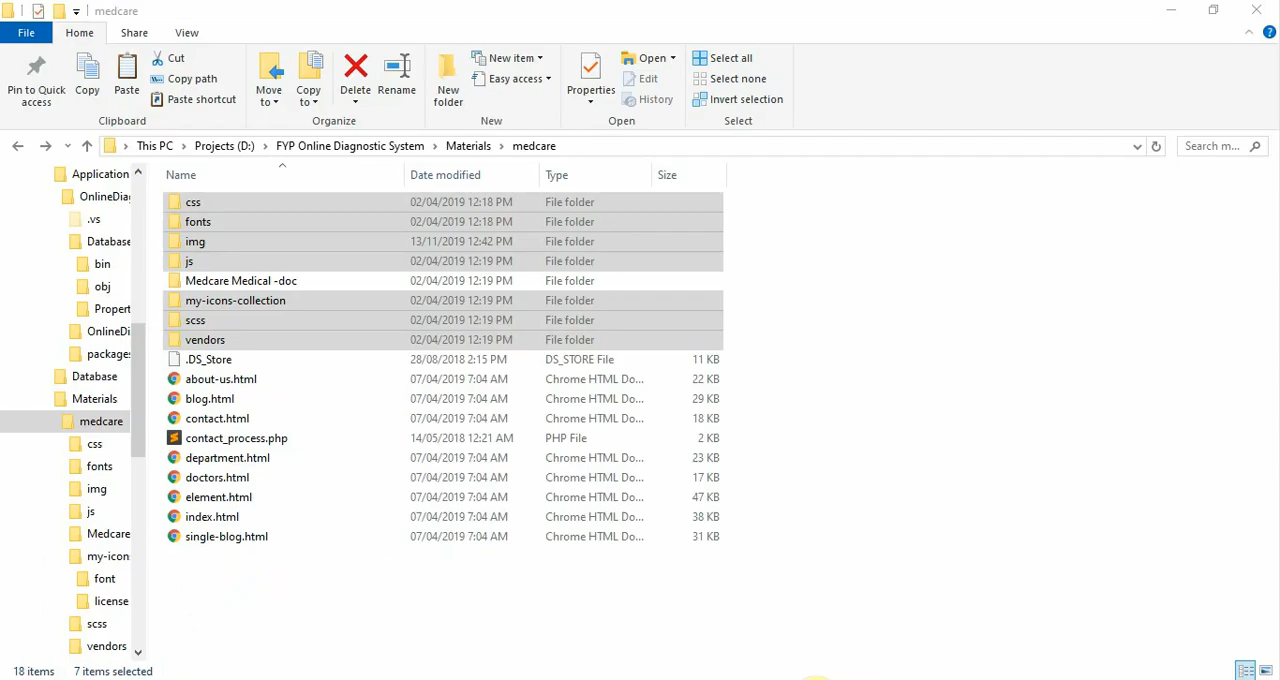 medcare
File Home Share View
Pin to Quick access
Copy
Paste
Cut
Copy path
Paste shortcut
Clipboard
Move to
Copy to
Delete
Rename
Organize
New folder
New item
Easy access
New
Properties
Open
Edit
History
Open
Select all
Select none
Invert selection
Select
This PC › Projects (D:) › FYP Online Diagnostic System › Materials › medcare
Search m...
Application
OnlineDiag
.vs
Database
bin
obj
Propert
OnlineDi
packages
Database
Materials
medcare
css
fonts
img
js
Medcare
my-icon
font
license
scss
vendors
Name Date modified Type Size
css 02/04/2019 12:18 PM File folder
fonts 02/04/2019 12:18 PM File folder
img 13/11/2019 12:42 PM File folder
js 02/04/2019 12:19 PM File folder
Medcare Medical -doc 02/04/2019 12:19 PM File folder
my-icons-collection 02/04/2019 12:19 PM File folder
scss 02/04/2019 12:19 PM File folder
vendors 02/04/2019 12:19 PM File folder
.DS_Store 28/08/2018 2:15 PM DS_STORE File 11 KB
about-us.html 07/04/2019 7:04 AM Chrome HTML Do... 22 KB
blog.html 07/04/2019 7:04 AM Chrome HTML Do... 29 KB
contact.html 07/04/2019 7:04 AM Chrome HTML Do... 18 KB
contact_process.php 14/05/2018 12:21 AM PHP File 2 KB
department.html 07/04/2019 7:04 AM Chrome HTML Do... 23 KB
doctors.html 07/04/2019 7:04 AM Chrome HTML Do... 17 KB
element.html 07/04/2019 7:04 AM Chrome HTML Do... 47 KB
index.html 07/04/2019 7:04 AM Chrome HTML Do... 38 KB
single-blog.html 07/04/2019 7:04 AM Chrome HTML Do... 31 KB
18 items 7 items selected